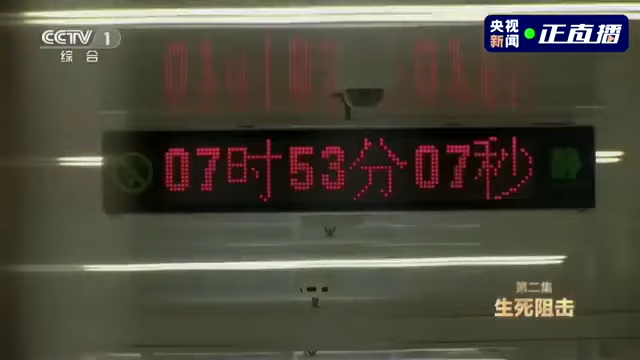 CCTV 1
综合
央视
新闻
正直播
07时53分07秒 静
第二集
生死阻击